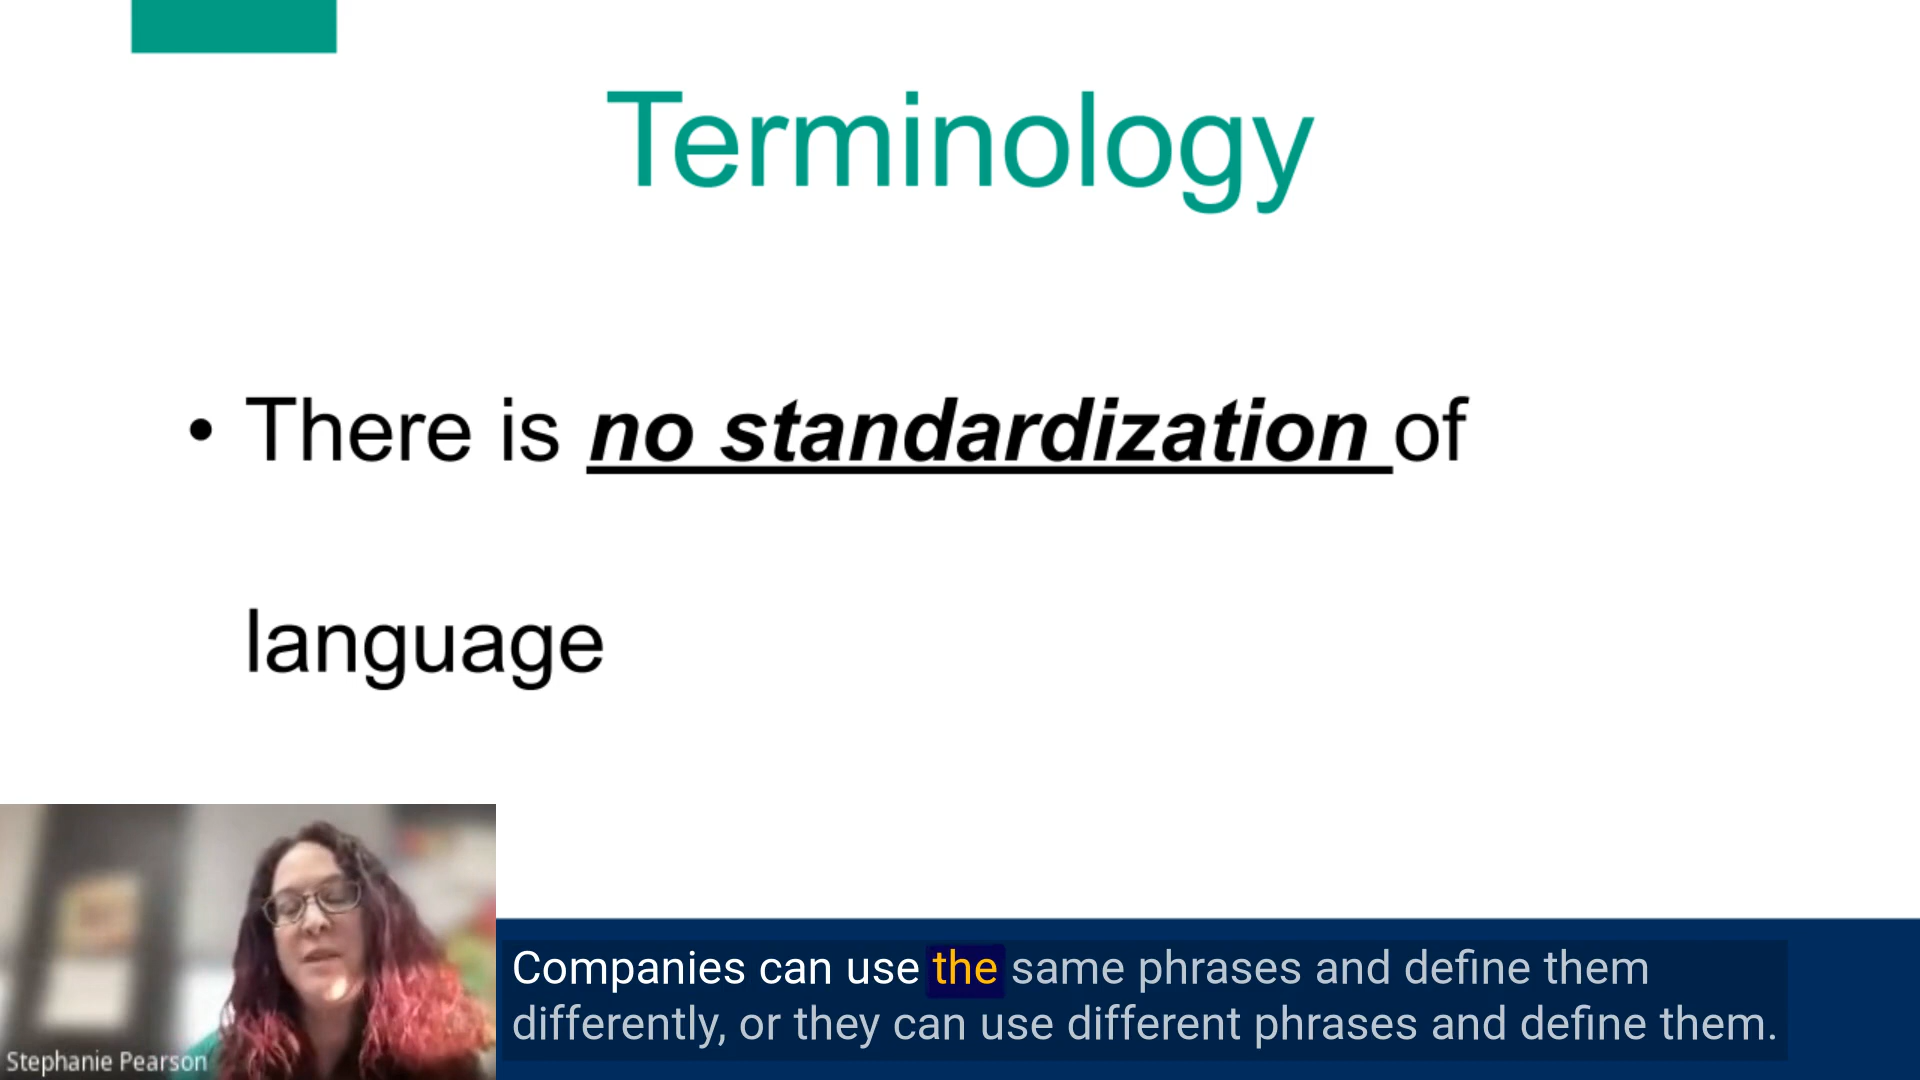 Terminology
• There is no standardization of
language
Companies can use the same phrases and define them
differently, or they can use different phrases and define them.
Stephanie Pearson